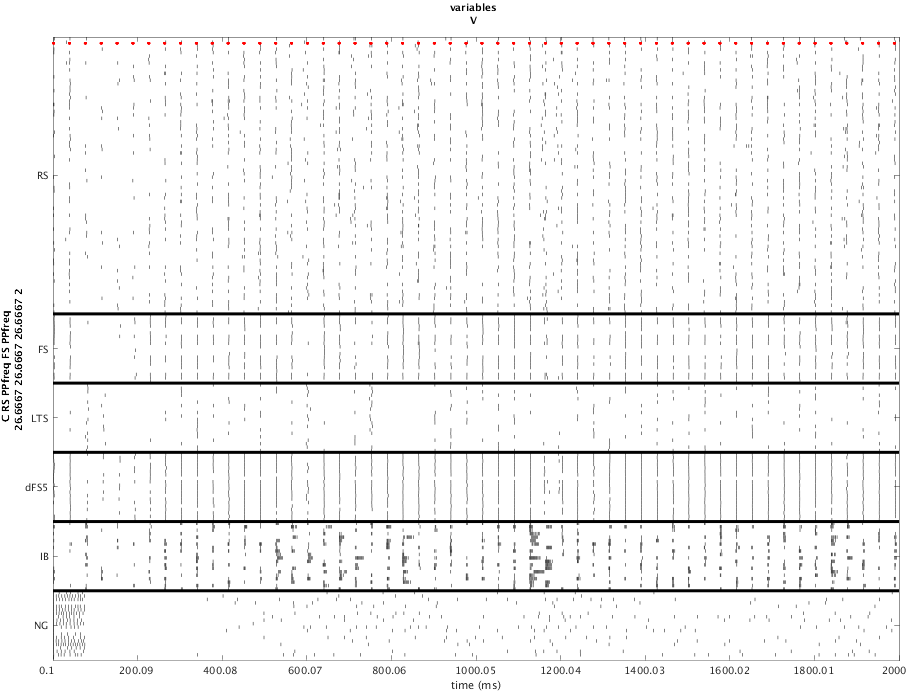 variables
V
C RS PPfreq FS PPfreq
26.6667 26.6667 26.6667 2
RS
FS
LTS
dFS5
IB
NG
0.1 200.09 400.08 600.07 800.06 1000.05 1200.04 1400.03 1600.02 1800.01 2000
time (ms)